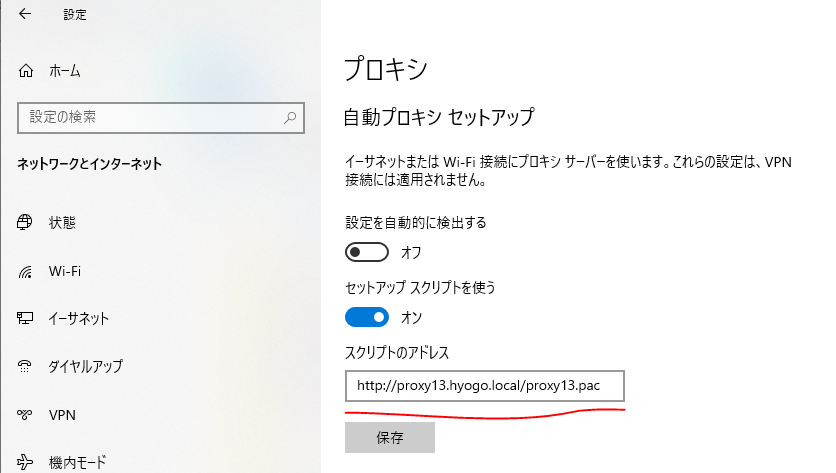 設定
ホーム
設定の検索
ネットワークとインターネット
状態
Wi-Fi
イーサネット
ダイヤルアップ
VPN
機内モード
プロキシ
自動プロキシ セットアップ
イーサネットまたは Wi-Fi 接続にプロキシ サーバーを使います。これらの設定は、VPN
接続には適用されません。
設定を自動的に検出する
オフ
セットアップ スクリプトを使う
オン
スクリプトのアドレス
http://proxy13.hyogo.local/proxy13.pac
保存